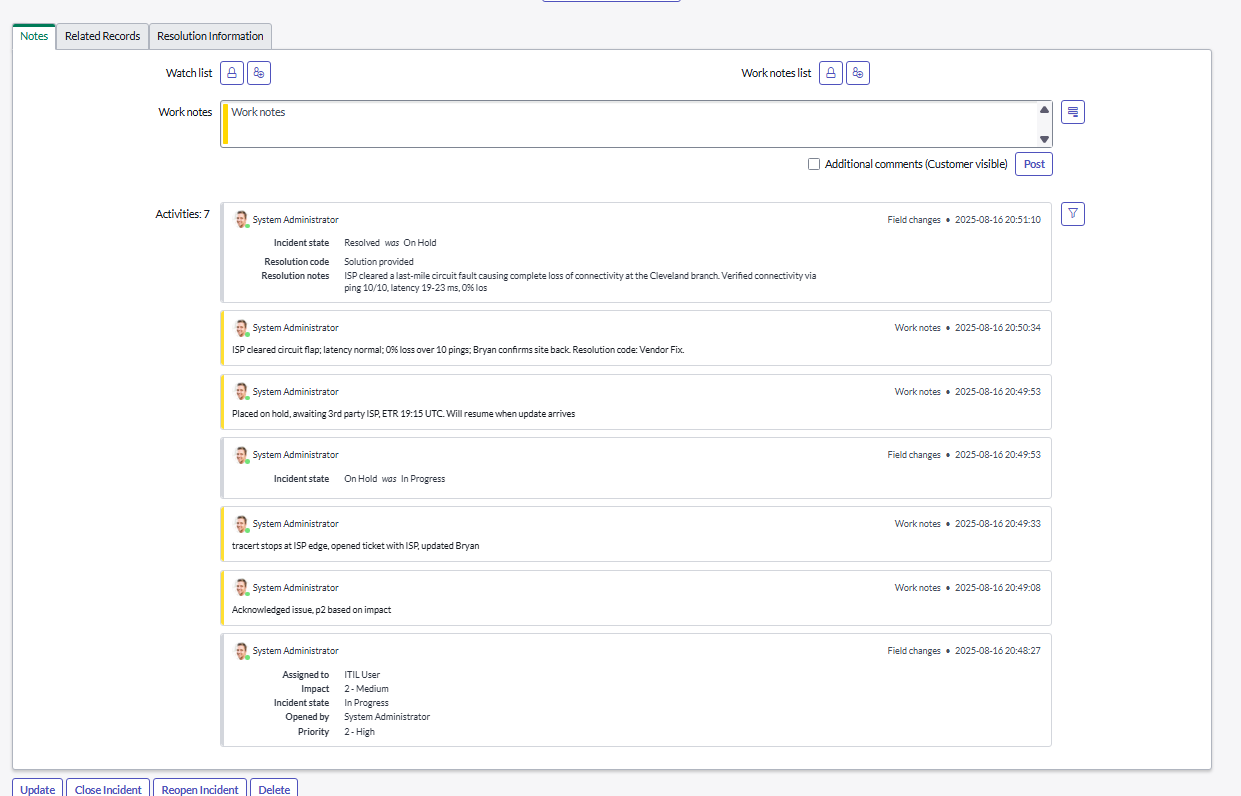 Notes Related Records Resolution Information
Watch list Work notes list
Work notes Work notes
Additional comments (Customer visible) Post
Activities: 7
System Administrator Field changes • 2025-08-16 20:51:10
Incident state Resolved was On Hold
Resolution code Solution provided
Resolution notes ISP cleared a last-mile circuit fault causing complete loss of connectivity at the Cleveland branch. Verified connectivity via
ping 10/10, latency 19-23 ms, 0% los
System Administrator Work notes • 2025-08-16 20:50:34
ISP cleared circuit flap; latency normal; 0% loss over 10 pings; Bryan confirms site back. Resolution code: Vendor Fix.
System Administrator Work notes • 2025-08-16 20:49:53
Placed on hold, awaiting 3rd party ISP, ETR 19:15 UTC. Will resume when update arrives
System Administrator Field changes • 2025-08-16 20:49:53
Incident state On Hold was In Progress
System Administrator Work notes • 2025-08-16 20:49:33
tracert stops at ISP edge, opened ticket with ISP, updated Bryan
System Administrator Work notes • 2025-08-16 20:49:08
Acknowledged issue, p2 based on impact
System Administrator Field changes • 2025-08-16 20:48:27
Assigned to ITIL User
Impact 2 - Medium
Incident state In Progress
Opened by System Administrator
Priority 2 - High
Update Close Incident Reopen Incident Delete